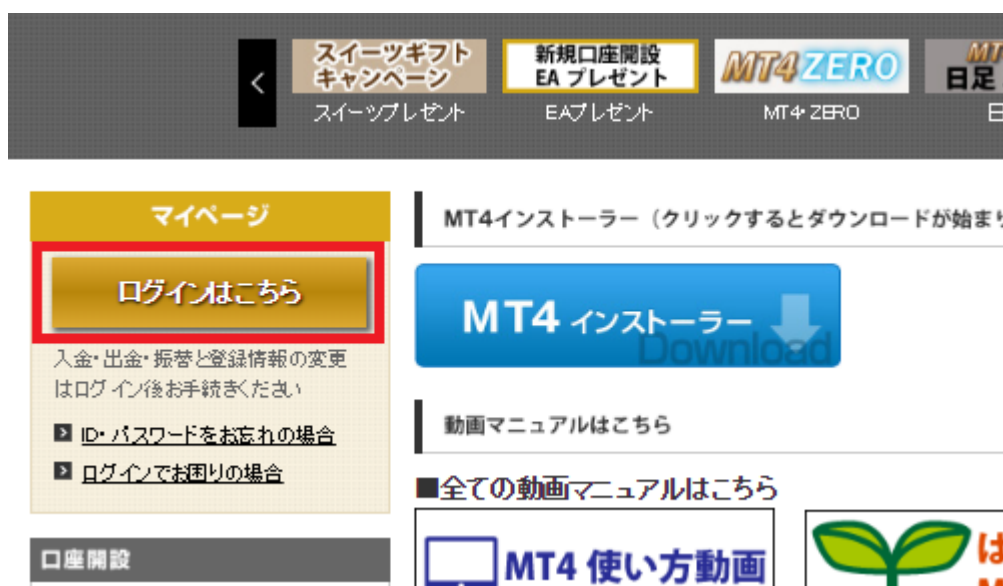 スイーツギフト
キャンペーン
スイーツプレゼント
新規口座開設
EA プレゼント
EAプレゼント
MT4 ZERO
MT4・ZERO
日足
マイページ
ログインはこちら
入金・出金・振替と登録情報の変更
はログイン後お手続きください
ID・パスワードをお忘れの場合
ログインでお困りの場合
口座開設
MT4インストーラー（クリックするとダウンロードが始まり
MT4 インストーラー
Download
動画マニュアルはこちら
■全ての動画マニュアルはこちら
MT4 使い方動画
は